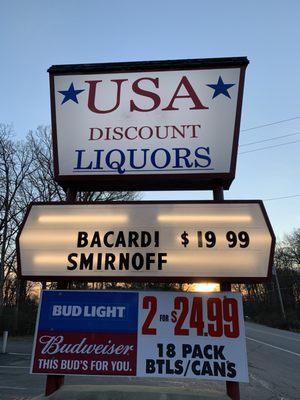 USA
DISCOUNT
LIQUORS
BACARDI $19 99
SMIRNOFF
BUD LIGHT
Budweiser
THIS BUD'S FOR YOU.
2 FOR $24.99
18 PACK
BTLS/CANS